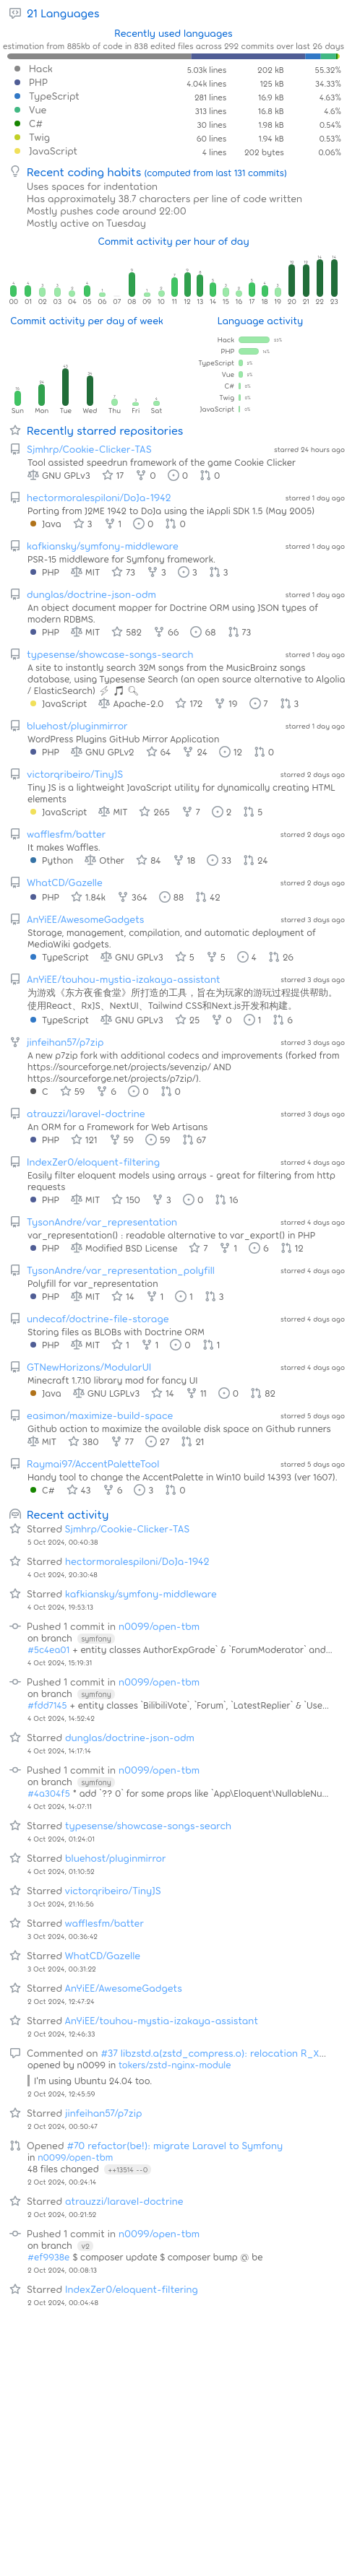 21 Languages
Recently used languages
estimation from 885kb of code in 838 edited files across 292 commits over last 26 days
Hack 5.03k lines 202 kB 55.32%
PHP 4.04k lines 125 kB 34.33%
TypeScript 281 lines 16.9 kB 4.63%
Vue 313 lines 16.8 kB 4.6%
C# 30 lines 1.98 kB 0.54%
Twig 60 lines 1.94 kB 0.53%
JavaScript 4 lines 202 bytes 0.06%
Recent coding habits (computed from last 131 commits)
Uses spaces for indentation
Has approximately 38.7 characters per line of code written
Mostly pushes code around 22:00
Mostly active on Tuesday
Commit activity per hour of day
00 01 02 03 04 05 06 07 08 09 10 11 12 13 14 15 16 17 18 19 20 21 22 23
Commit activity per day of week
Language activity
Sun Mon Tue Wed Thu Fri Sat
Hack
PHP
TypeScript
Vue
C#
Twig
JavaScript
Recently starred repositories
Sjmhrp/Cookie-Clicker-TAS starred 24 hours ago
Tool assisted speedrun framework of the game Cookie Clicker
GNU GPLv3 17 0 0 0
hectormoralespiloni/DoJa-1942 starred 1 day ago
Porting from J2ME 1942 to DoJa using the iAppli SDK 1.5 (May 2005)
Java 3 1 0 0
kafkiansky/symfony-middleware starred 1 day ago
PSR-15 middleware for Symfony framework.
PHP MIT 73 3 3 3
dunglas/doctrine-json-odm starred 1 day ago
An object document mapper for Doctrine ORM using JSON types of
modern RDBMS.
PHP MIT 582 66 68 73
typesense/showcase-songs-search starred 1 day ago
A site to instantly search 32M songs from the MusicBrainz songs
database, using Typesense Search (an open source alternative to Algolia
/ ElasticSearch) ⚡ 🎵 🔍
JavaScript Apache-2.0 172 19 7 3
bluehost/pluginmirror starred 1 day ago
WordPress Plugins GitHub Mirror Application
PHP GNU GPLv2 64 24 12 0
victorqribeiro/TinyJS starred 2 days ago
Tiny JS is a lightweight JavaScript utility for dynamically creating HTML
elements
JavaScript MIT 265 7 2 5
wafflesfm/batter starred 2 days ago
It makes Waffles.
Python Other 84 18 33 24
WhatCD/Gazelle starred 2 days ago
PHP 1.84k 364 88 42
AnYiEE/AwesomeGadgets starred 3 days ago
Storage, management, compilation, and automatic deployment of
MediaWiki gadgets.
TypeScript GNU GPLv3 5 5 4 26
AnYiEE/touhou-mystia-izakaya-assistant starred 3 days ago
为游戏《东方夜雀食堂》所打造的工具，旨在为玩家的游玩过程提供帮助。
使用React、RxJS、NextUI、Tailwind CSS和Next.js开发和构建。
TypeScript GNU GPLv3 25 0 1 6
jinfeihan57/p7zip starred 3 days ago
A new p7zip fork with additional codecs and improvements (forked from
https://sourceforge.net/projects/sevenzip/ AND
https://sourceforge.net/projects/p7zip/).
C 59 6 0 0
atrauzzi/laravel-doctrine starred 3 days ago
An ORM for a Framework for Web Artisans
PHP 121 59 59 67
IndexZer0/eloquent-filtering starred 4 days ago
Easily filter eloquent models using arrays - great for filtering from http
requests
PHP MIT 150 3 0 16
TysonAndre/var_representation starred 4 days ago
var_representation() : readable alternative to var_export() in PHP
PHP Modified BSD License 7 1 6 12
TysonAndre/var_representation_polyfill starred 4 days ago
Polyfill for var_representation
PHP MIT 14 1 1 3
undecaf/doctrine-file-storage starred 4 days ago
Storing files as BLOBs with Doctrine ORM
PHP MIT 1 1 0 1
GTNewHorizons/ModularUI starred 4 days ago
Minecraft 1.7.10 library mod for fancy UI
Java GNU LGPLv3 14 11 0 82
easimon/maximize-build-space starred 5 days ago
Github action to maximize the available disk space on Github runners
MIT 380 77 27 21
Raymai97/AccentPaletteTool starred 5 days ago
Handy tool to change the AccentPalette in Win10 build 14393 (ver 1607).
C# 43 6 3 0
Recent activity
Starred Sjmhrp/Cookie-Clicker-TAS
5 Oct 2024, 00:40:38
Starred hectormoralespiloni/DoJa-1942
4 Oct 2024, 20:30:48
Starred kafkiansky/symfony-middleware
4 Oct 2024, 19:53:13
Pushed 1 commit in n0099/open-tbm
on branch symfony
#5c4ea01 + entity classes AuthorExpGrade` & `ForumModerator` and...
4 Oct 2024, 15:19:31
Pushed 1 commit in n0099/open-tbm
on branch symfony
#fdd7145 + entity classes `BilibiliVote`, `Forum`, `LatestReplier` & `Use...
4 Oct 2024, 14:52:42
Starred dunglas/doctrine-json-odm
4 Oct 2024, 14:17:14
Pushed 1 commit in n0099/open-tbm
on branch symfony
#4a304f5 * add `?? 0` for some props like `App\Eloquent\NullableNu...
4 Oct 2024, 14:07:11
Starred typesense/showcase-songs-search
4 Oct 2024, 01:24:01
Starred bluehost/pluginmirror
4 Oct 2024, 01:10:52
Starred victorqribeiro/TinyJS
3 Oct 2024, 21:16:56
Starred wafflesfm/batter
3 Oct 2024, 00:36:42
Starred WhatCD/Gazelle
3 Oct 2024, 00:31:22
Starred AnYiEE/AwesomeGadgets
2 Oct 2024, 12:47:24
Starred AnYiEE/touhou-mystia-izakaya-assistant
2 Oct 2024, 12:46:33
Commented on #37 libzstd.a(zstd_compress.o): relocation R_X...
opened by n0099 in tokers/zstd-nginx-module
I'm using Ubuntu 24.04 too.
2 Oct 2024, 12:45:59
Starred jinfeihan57/p7zip
2 Oct 2024, 00:50:47
Opened #70 refactor(be!): migrate Laravel to Symfony
in n0099/open-tbm
48 files changed ++13514 --0
2 Oct 2024, 00:24:14
Starred atrauzzi/laravel-doctrine
2 Oct 2024, 00:21:52
Pushed 1 commit in n0099/open-tbm
on branch v2
#ef9938e $ composer update $ composer bump @ be
2 Oct 2024, 00:08:13
Starred IndexZer0/eloquent-filtering
2 Oct 2024, 00:04:48